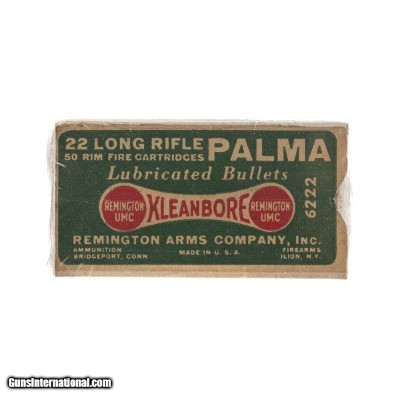 22 LONG RIFLE PALMA
50 RIM FIRE CARTRIDGES
Lubricated Bullets
REMINGTON UMC KLEANBORE REMINGTON UMC
6222
REMINGTON ARMS COMPANY, INC.
AMMUNITION MADE IN U.S.A. FIREARMS
BRIDGEPORT, CONN ILION, N.Y.
GunsInternational.com